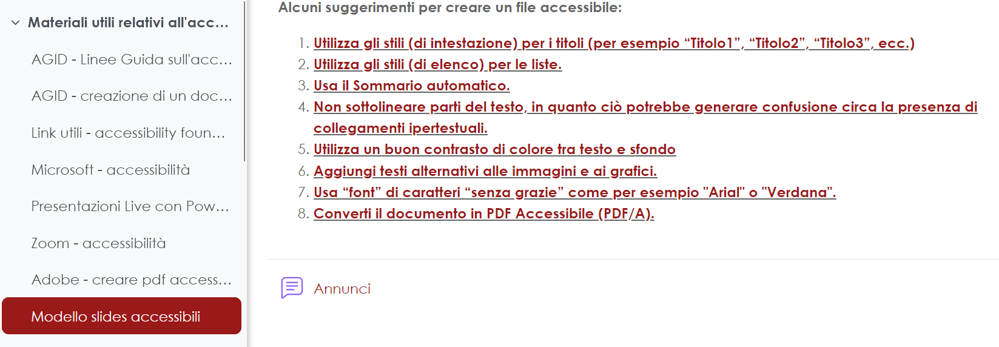 Materiali utili relativi all'acc...
AGID - Linee Guida sull'acc...
AGID - creazione di un doc...
Link utili - accessibility foun...
Microsoft - accessibilità
Presentazioni Live con Pow...
Zoom - accessibilità
Adobe - creare pdf access...
Modello slides accessibili
Alcuni suggerimenti per creare un file accessibile:
1. Utilizza gli stili (di intestazione) per i titoli (per esempio “Titolo1”, “Titolo2”, “Titolo3”, ecc.)
2. Utilizza gli stili (di elenco) per le liste.
3. Usa il Sommario automatico.
4. Non sottolineare parti del testo, in quanto ciò potrebbe generare confusione circa la presenza di
collegamenti ipertestuali.
5. Utilizza un buon contrasto di colore tra testo e sfondo
6. Aggiungi testi alternativi alle immagini e ai grafici.
7. Usa “font” di caratteri “senza grazie” come per esempio "Arial" o "Verdana".
8. Converti il documento in PDF Accessibile (PDF/A).
Annunci